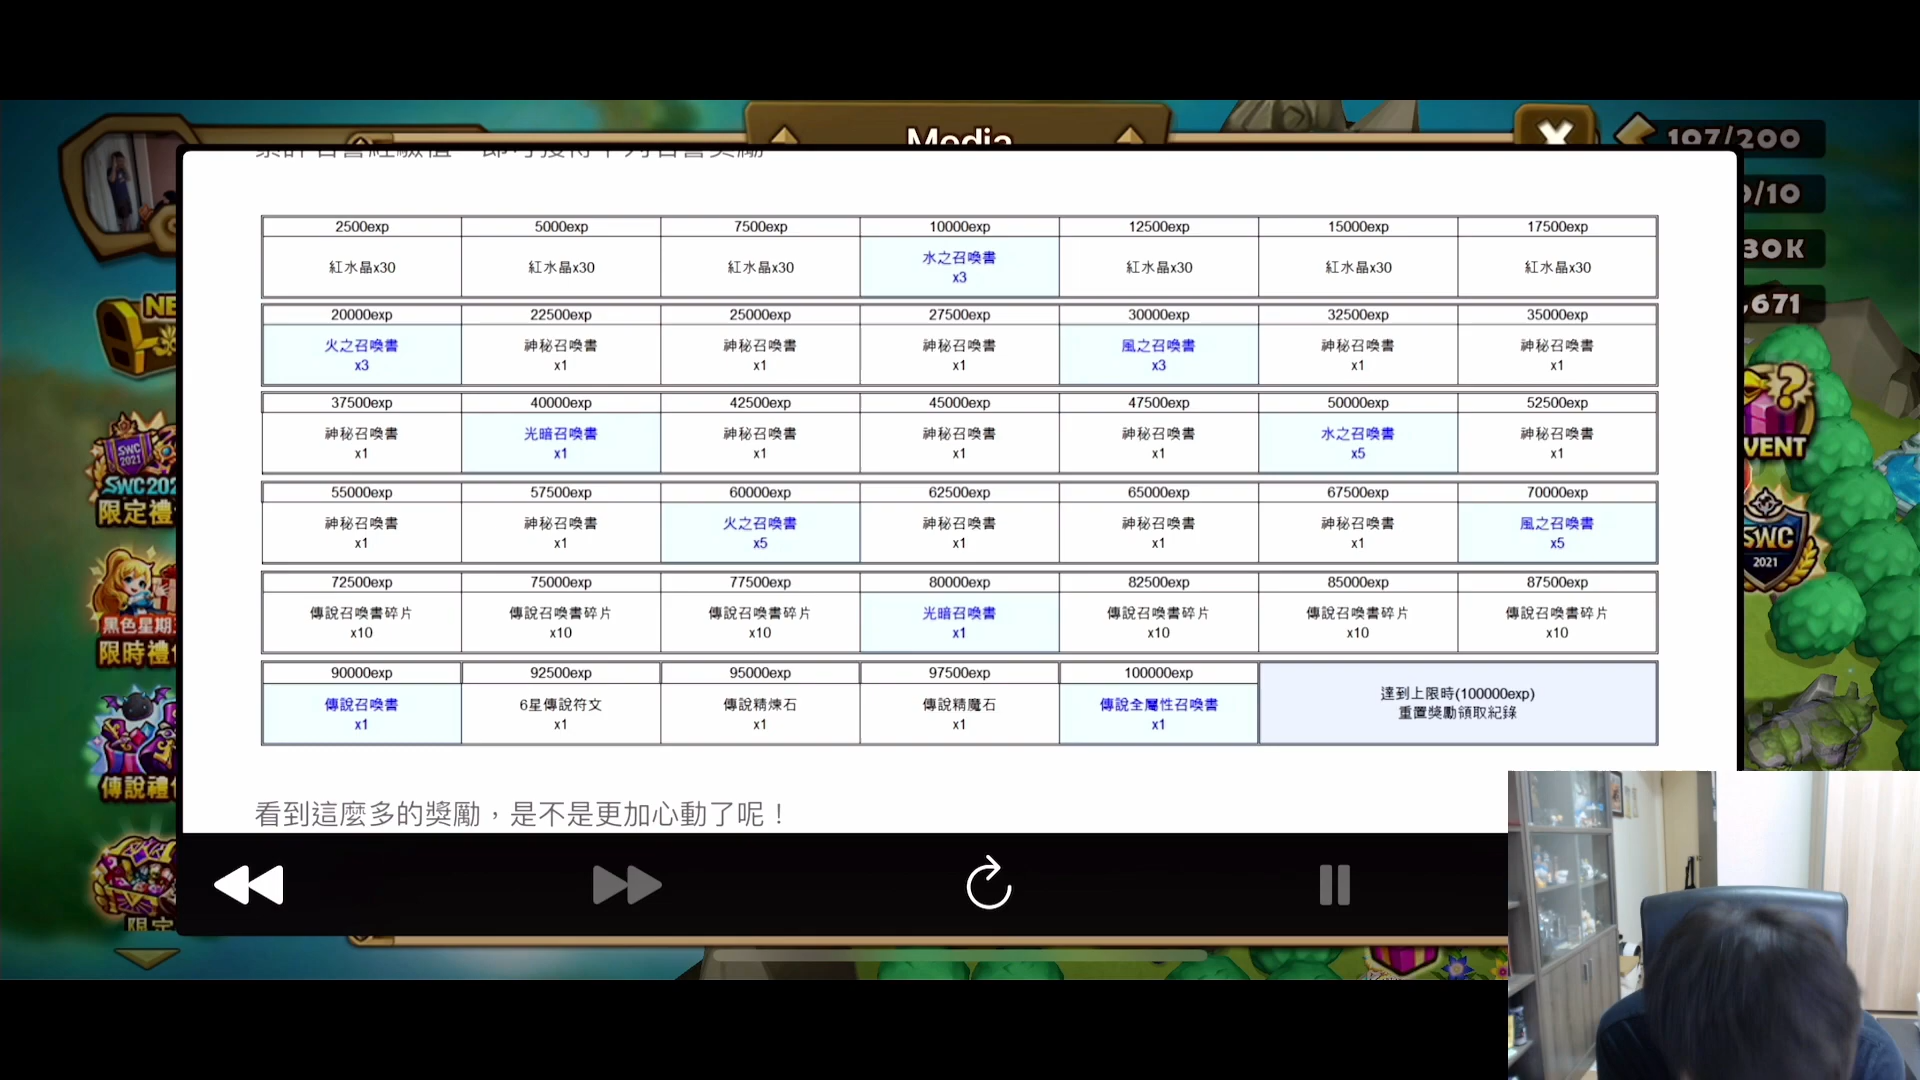 Media
107/200
2500exp 5000exp 7500exp 10000exp 12500exp 15000exp 17500exp
紅水晶x30 紅水晶x30 紅水晶x30 水之召喚書 紅水晶x30 紅水晶x30 紅水晶x30
x3
20000exp 22500exp 25000exp 27500exp 30000exp 32500exp 35000exp
火之召喚書 神秘召喚書 神秘召喚書 神秘召喚書 風之召喚書 神秘召喚書 神秘召喚書
x3 x1 x1 x1 x3 x1 x1
37500exp 40000exp 42500exp 45000exp 47500exp 50000exp 52500exp
神秘召喚書 光暗召喚書 神秘召喚書 神秘召喚書 神秘召喚書 水之召喚書 神秘召喚書
x1 x1 x1 x1 x1 x5 x1
55000exp 57500exp 60000exp 62500exp 65000exp 67500exp 70000exp
神秘召喚書 神秘召喚書 火之召喚書 神秘召喚書 神秘召喚書 神秘召喚書 風之召喚書
x1 x1 x5 x1 x1 x1 x5
72500exp 75000exp 77500exp 80000exp 82500exp 85000exp 87500exp
傳說召喚書碎片 傳說召喚書碎片 傳說召喚書碎片 光暗召喚書 傳說召喚書碎片 傳說召喚書碎片 傳說召喚書碎片
x10 x10 x10 x1 x10 x10 x10
90000exp 92500exp 95000exp 97500exp 100000exp
傳說召喚書 6星傳說符文 傳說精煉石 傳說精魔石 傳說全屬性召喚書 達到上限時(100000exp)
x1 x1 x1 x1 x1 重置獎勵領取紀錄
看到這麼多的獎勵，是不是更加心動了呢！
/10
30K
671
NE
SWC
2021
SWC202
限定禮
黑色星期
限時禮
傳說禮
限定
VENT
SWC
2021